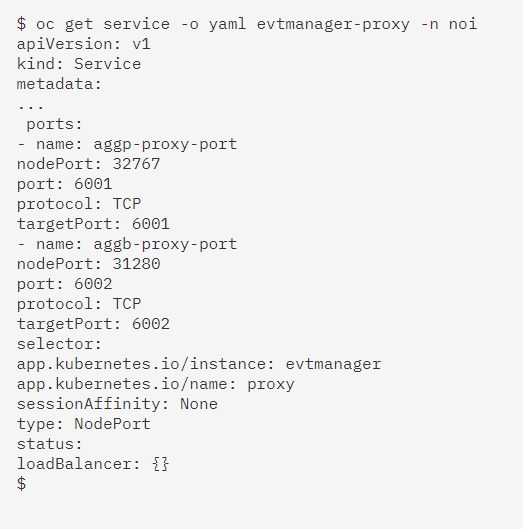 $ oc get service -o yaml evtmanager-proxy -n noi
apiVersion: v1
kind: Service
metadata:
...
 ports:
- name: aggp-proxy-port
nodePort: 32767
port: 6001
protocol: TCP
targetPort: 6001
- name: aggb-proxy-port
nodePort: 31280
port: 6002
protocol: TCP
targetPort: 6002
selector:
app.kubernetes.io/instance: evtmanager
app.kubernetes.io/name: proxy
sessionAffinity: None
type: NodePort
status:
loadBalancer: {}
$